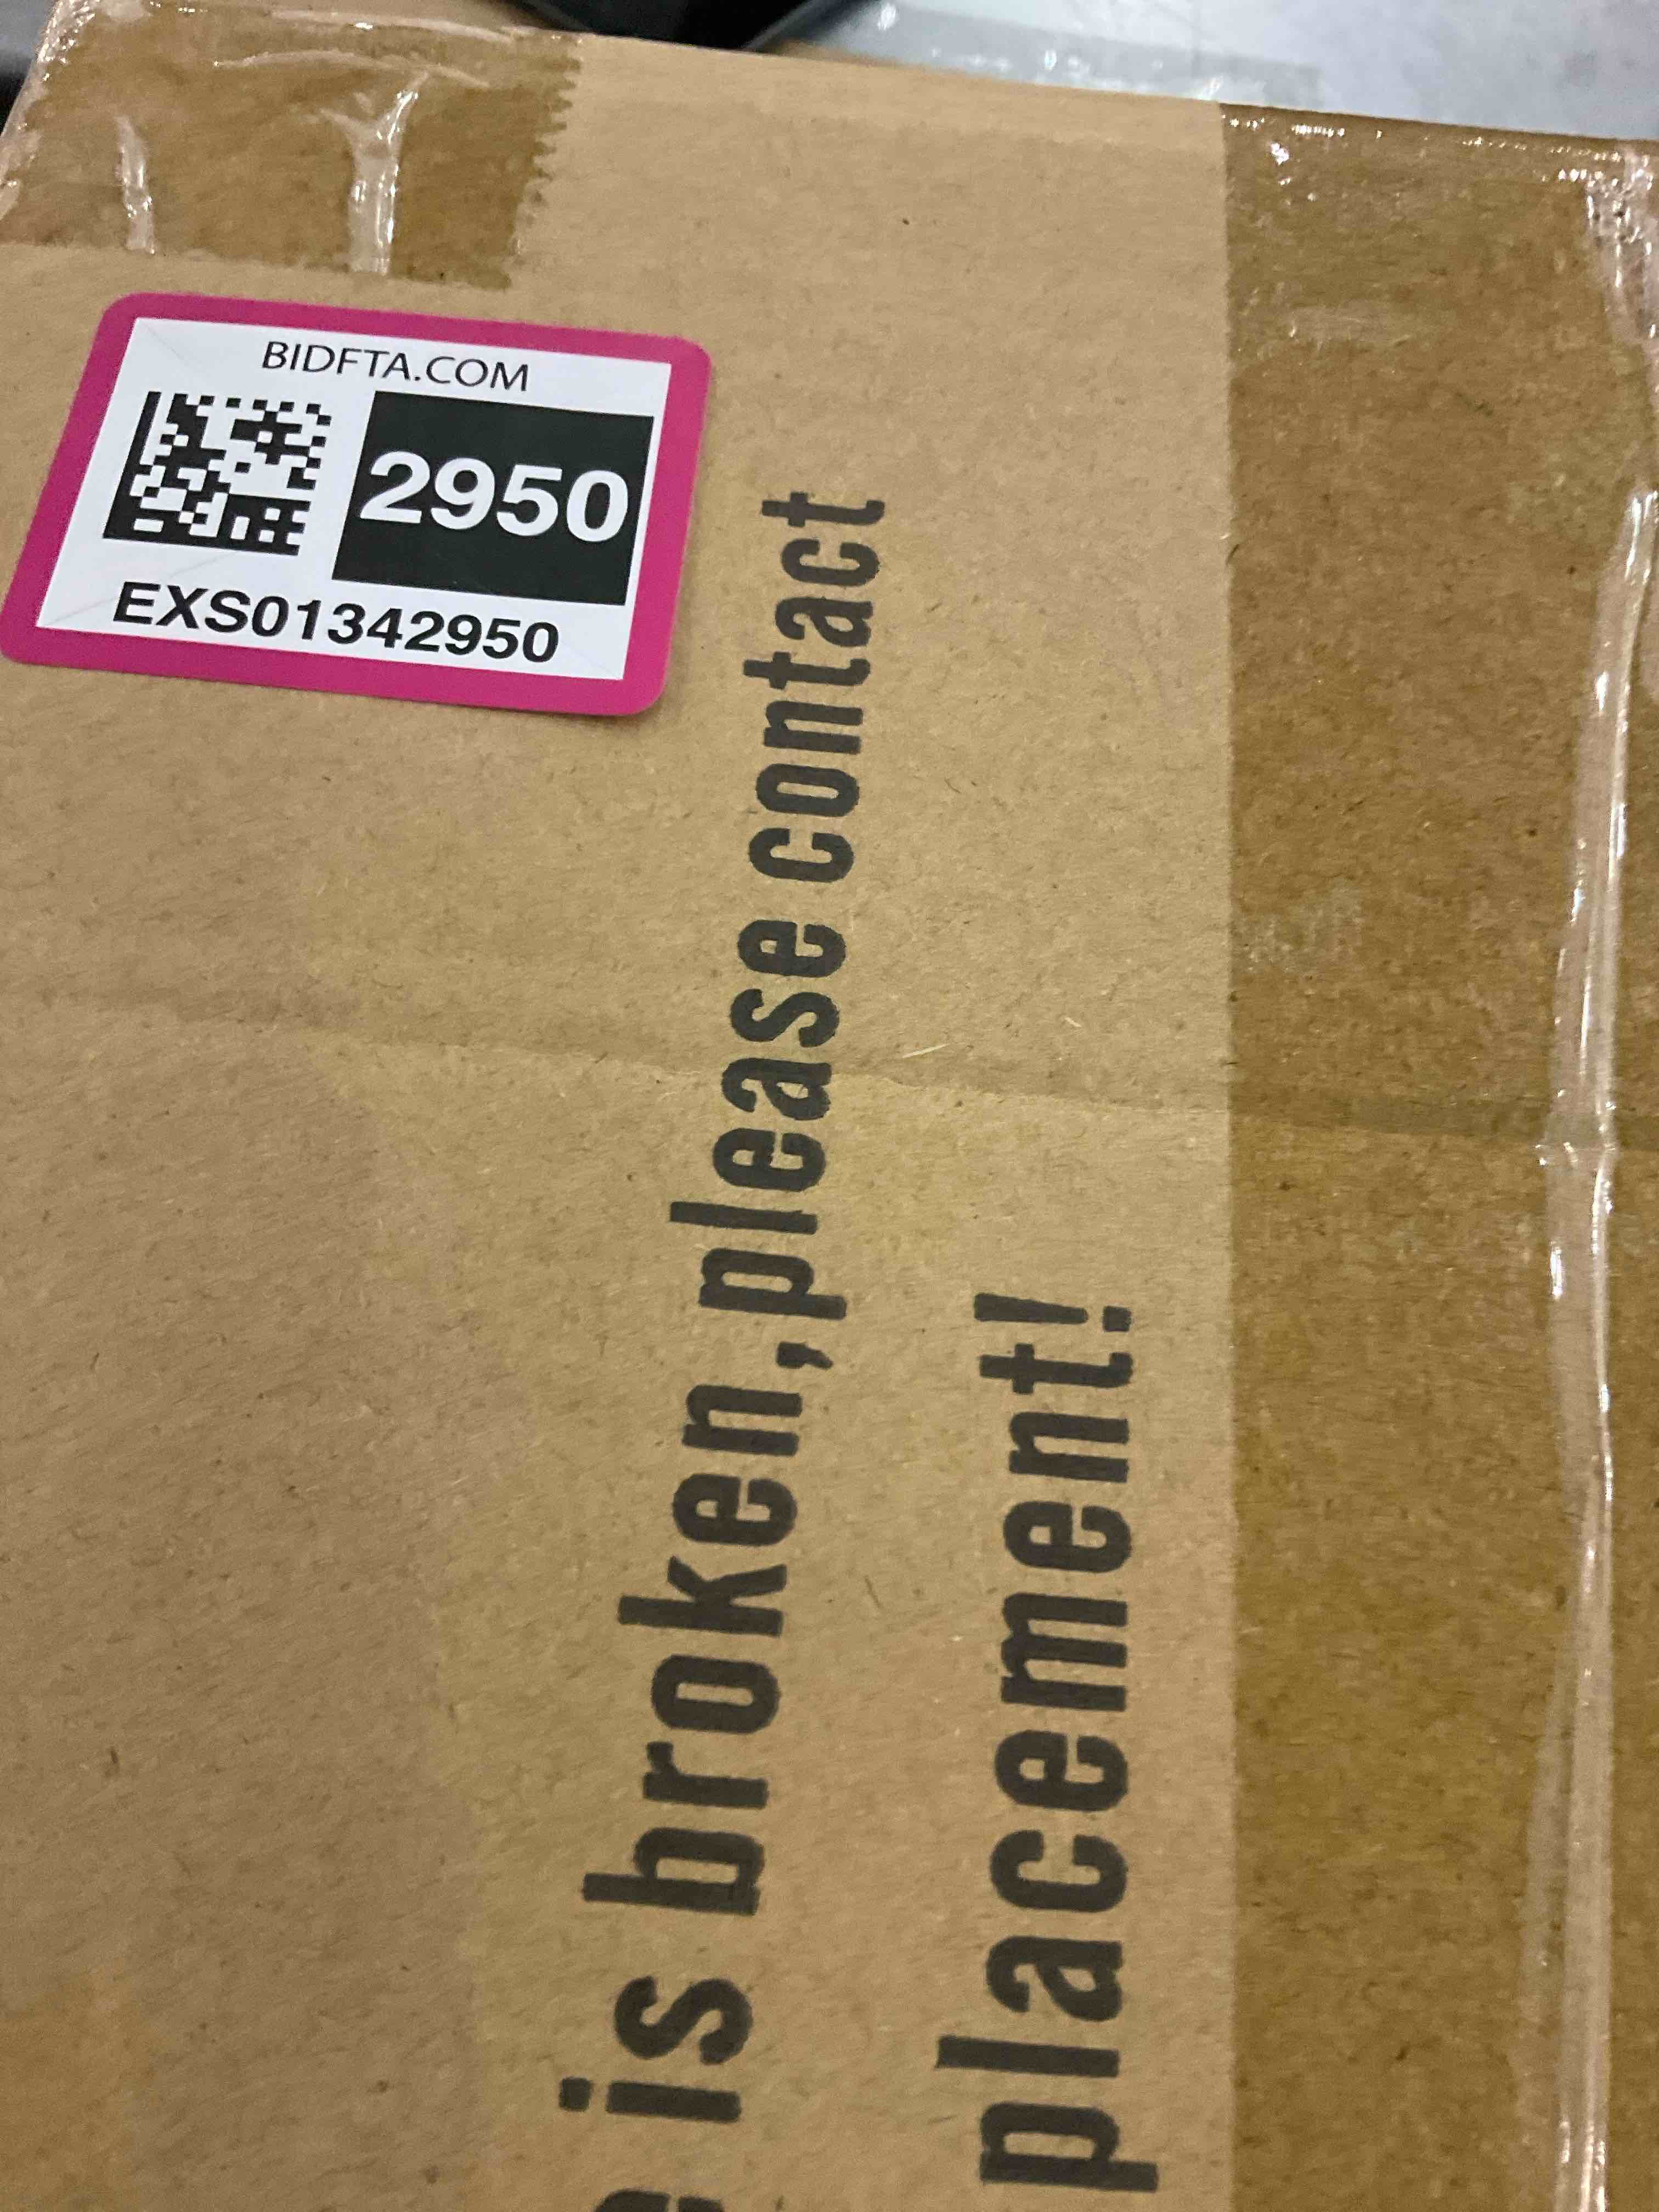 BIDFTA.COM
2950
EXS01342950
is broken,please contact
placement!